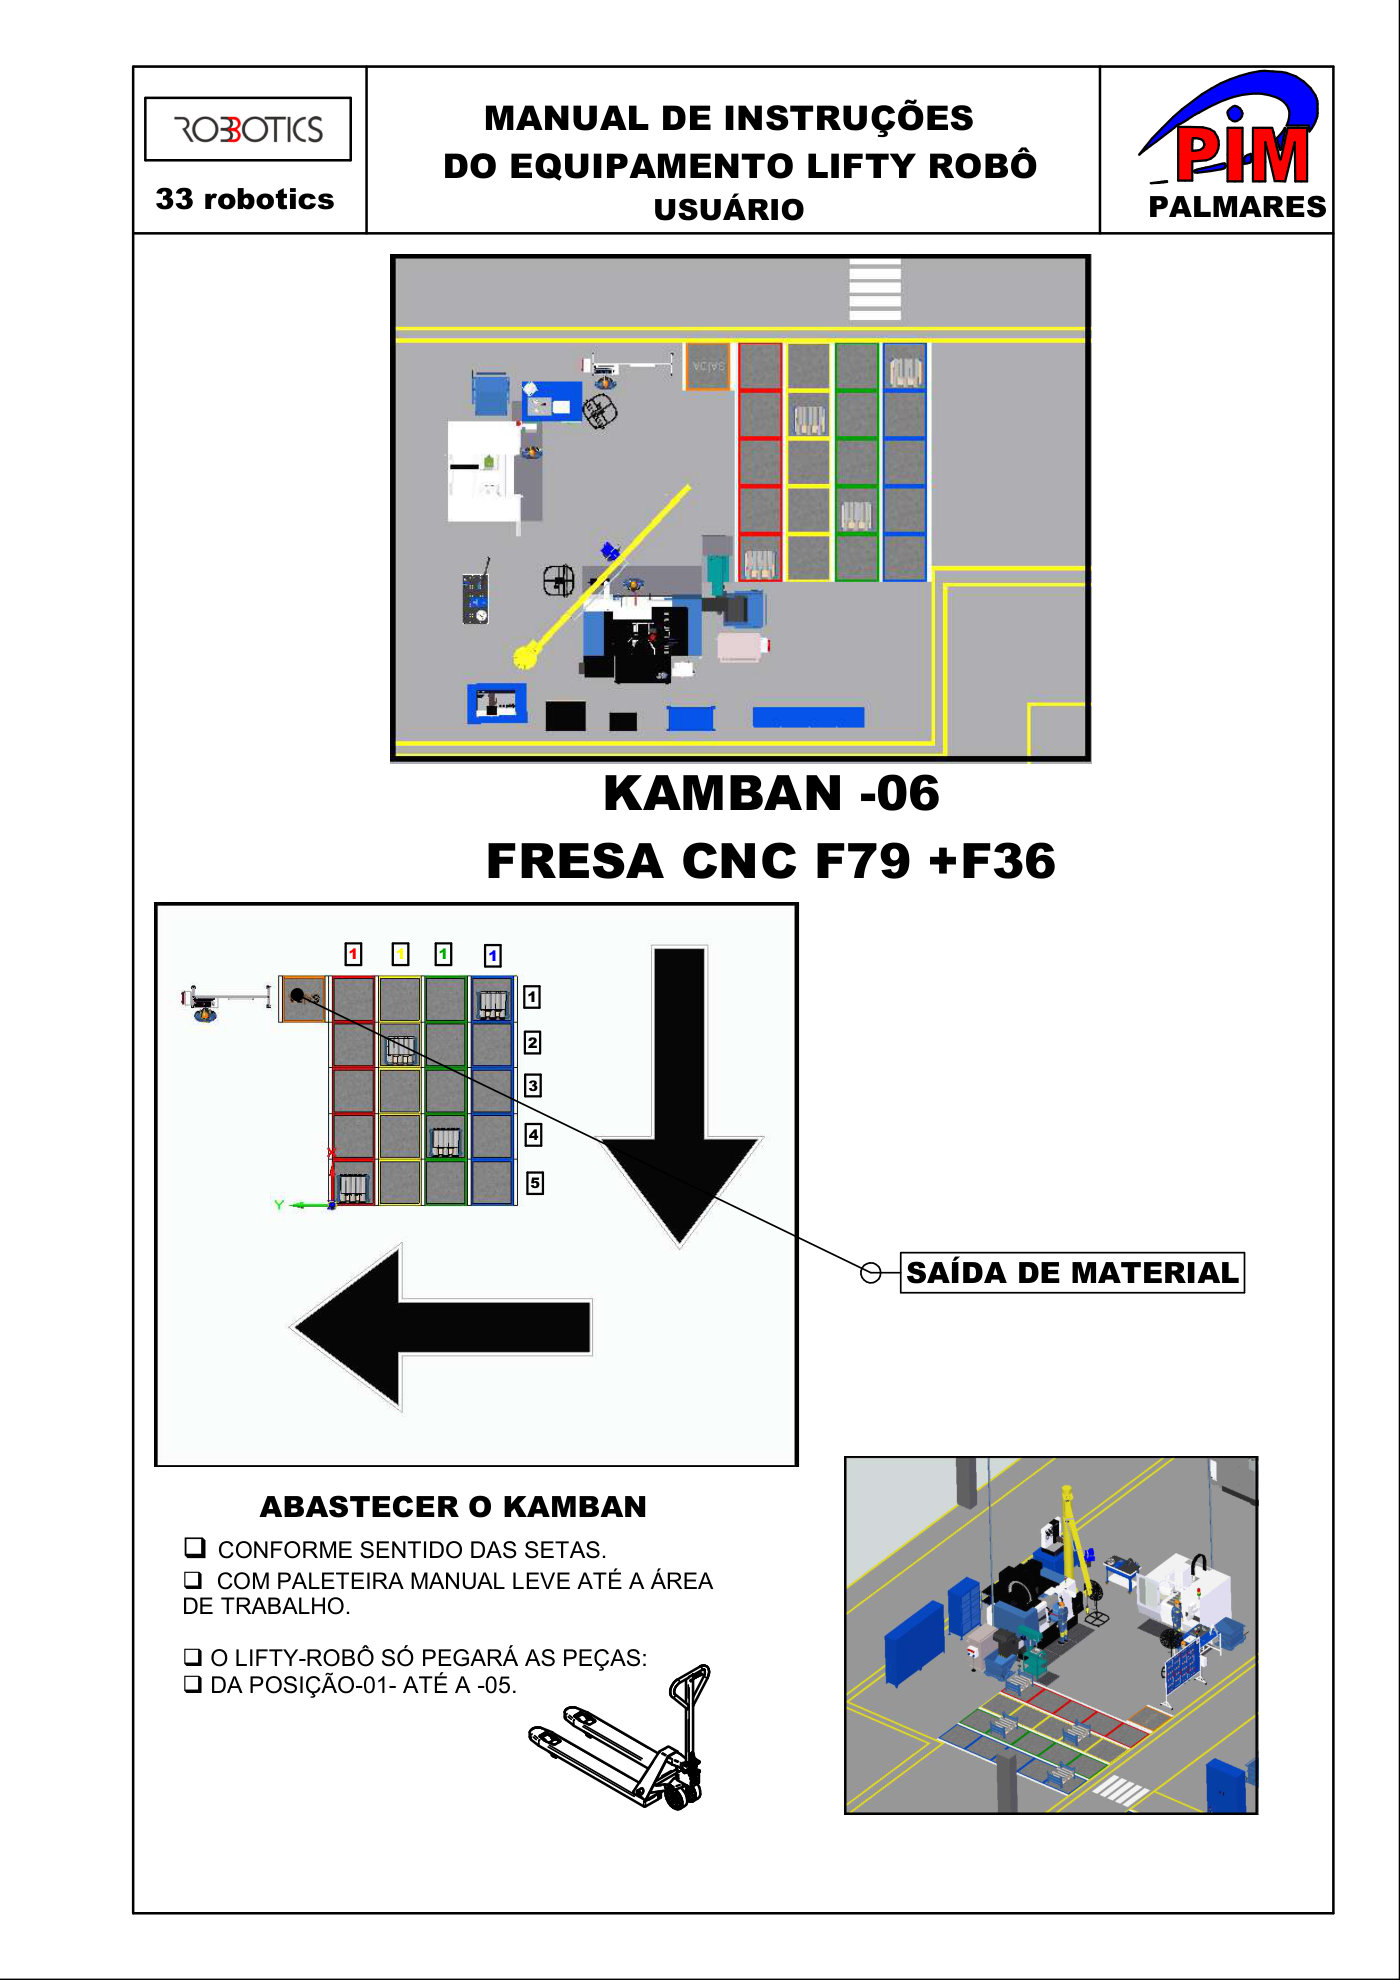 ROBBOTICS
33 robotics
MANUAL DE INSTRUÇÕES
DO EQUIPAMENTO LIFTY ROBÔ
USUÁRIO
PiM
PALMARES
KAMBAN -06
FRESA CNC F79 +F36
1 1 1 1
1
2
3
4
5
X
Y
SAÍDA DE MATERIAL
ABASTECER O KAMBAN
❑ CONFORME SENTIDO DAS SETAS.
❑ COM PALETEIRA MANUAL LEVE ATÉ A ÁREA
DE TRABALHO.
❑ O LIFTY-ROBÔ SÓ PEGARÁ AS PEÇAS:
❑ DA POSIÇÃO-01- ATÉ A -05.